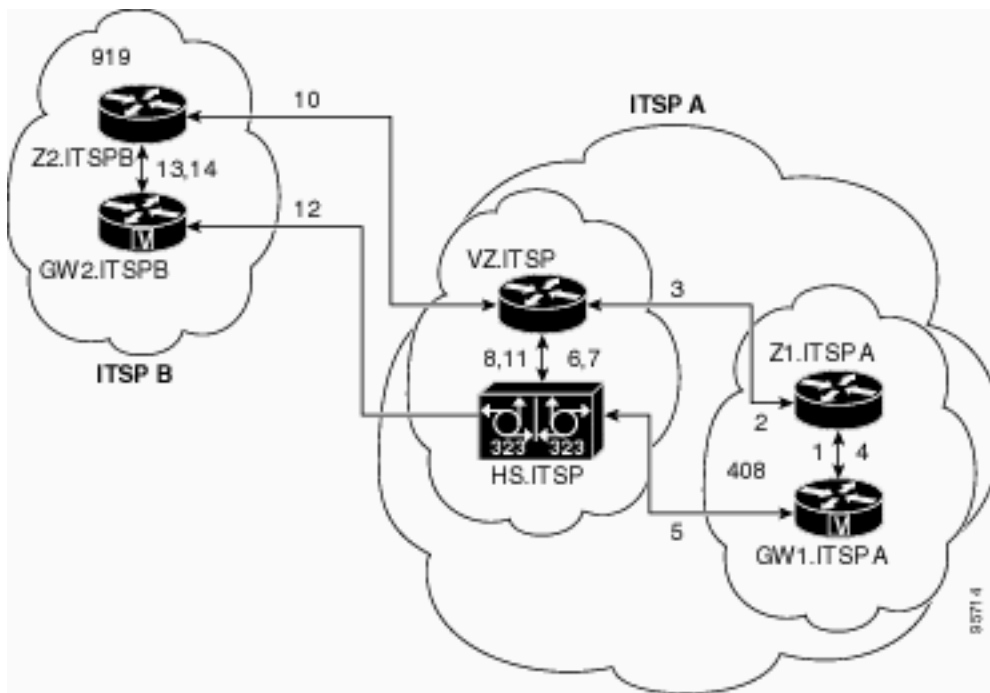 919
10
ITSP A
Z2.ITSPB
13,14
12
GW2.ITSPB
VZ.ITSP
3
ITSP B
8,11
6,7
Z1.ITSPA
2
323
323
1
4
HS.ITSP
408
5
GW1.ITSPA
95714